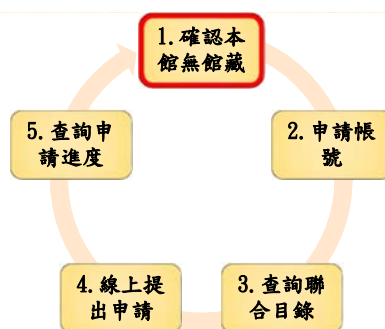 1. 確認本
館無館藏
2. 申請帳
號
3. 查詢聯
合目錄
4. 線上提
出申請
5. 查詢申
請進度